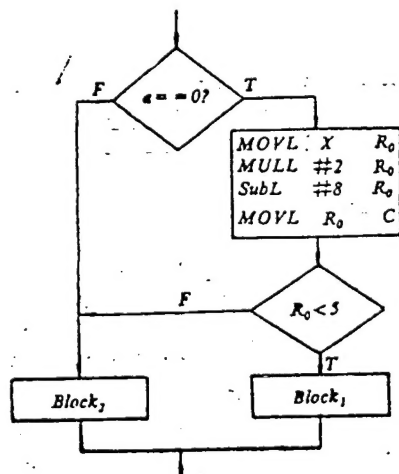 F
a = = 0?
T
MOVL X R₀
MULL #2 R₀
SubL #8 R₀
MOVL R₀ C
F
R₀ < 5
T
Block₂
Block₁